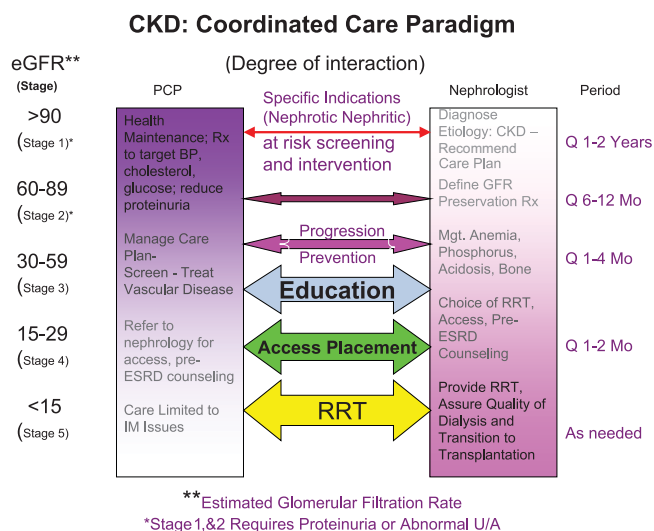 CKD: Coordinated Care Paradigm
eGFR**
(Stage)
(Degree of interaction)
PCP
Nephrologist
Period
>90
(Stage 1)*
60-89
(Stage 2)*
30-59
(Stage 3)
15-29
(Stage 4)
<15
(Stage 5)
Health
Maintenance; Rx
to target BP,
cholesterol,
glucose; reduce
proteinuria
Manage Care
Plan-
Screen - Treat
Vascular Disease
Refer to
nephrology for
access, pre-
ESRD counseling
Care Limited to
IM Issues
Specific Indications
(Nephrotic Nephritic)
at risk screening
and intervention
Progression
Prevention
Education
Access Placement
RRT
Diagnose
Etiology: CKD –
Recommend
Care Plan
Define GFR
Preservation Rx
Mgt. Anemia,
Phosphorus,
Acidosis, Bone
Choice of RRT,
Access, Pre-
ESRD
Counseling
Provide RRT,
Assure Quality of
Dialysis and
Transition to
Transplantation
Q 1-2 Years
Q 6-12 Mo
Q 1-4 Mo
Q 1-2 Mo
As needed
**Estimated Glomerular Filtration Rate
*Stage1,&2 Requires Proteinuria or Abnormal U/A